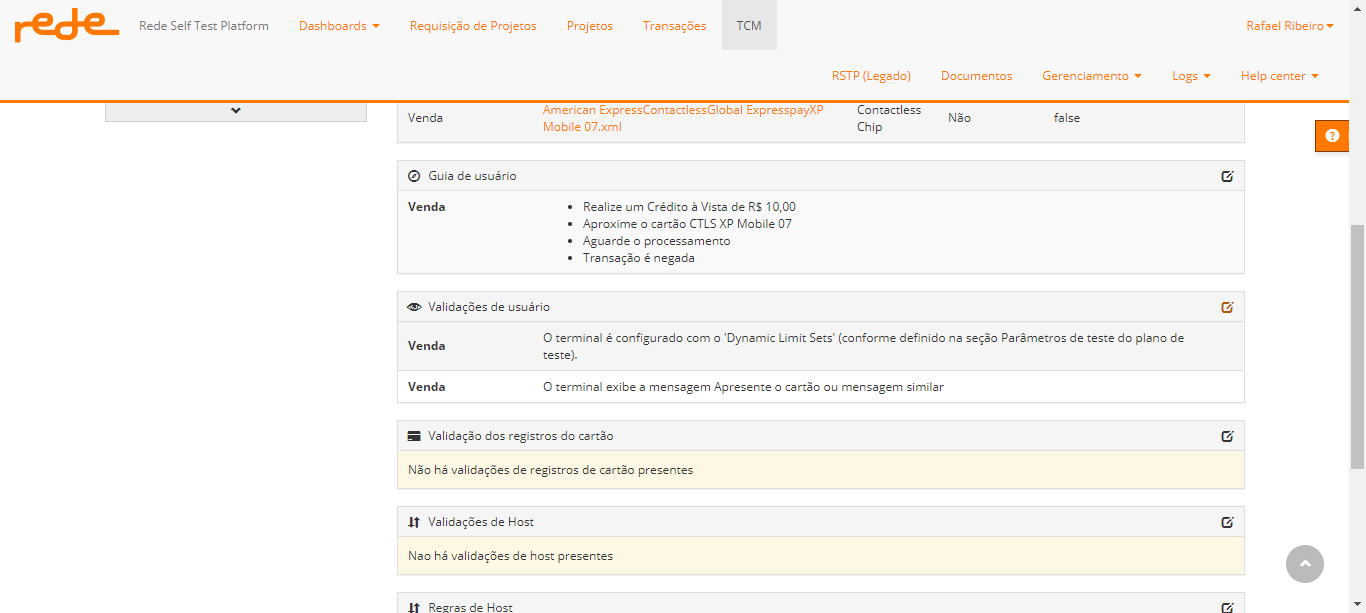 rede Rede Self Test Platform Dashboards Requisição de Projetos Projetos Transações TCM Rafael Ribeiro
RSTP (Legado) Documentos Gerenciamento Logs Help center
Venda American ExpressContactlessGlobal ExpresspayXP Mobile 07.xml Contactless Chip Não false
Guia de usuário
Venda
Realize um Crédito à Vista de R$ 10,00
Aproxime o cartão CTLS XP Mobile 07
Aguarde o processamento
Transação é negada
Validações de usuário
Venda O terminal é configurado com o 'Dynamic Limit Sets' (conforme definido na seção Parâmetros de teste do plano de
teste).
Venda O terminal exibe a mensagem Apresente o cartão ou mensagem similar
Validação dos registros do cartão
Não há validações de registros de cartão presentes
Validações de Host
Nao há validações de host presentes
Regras de Host